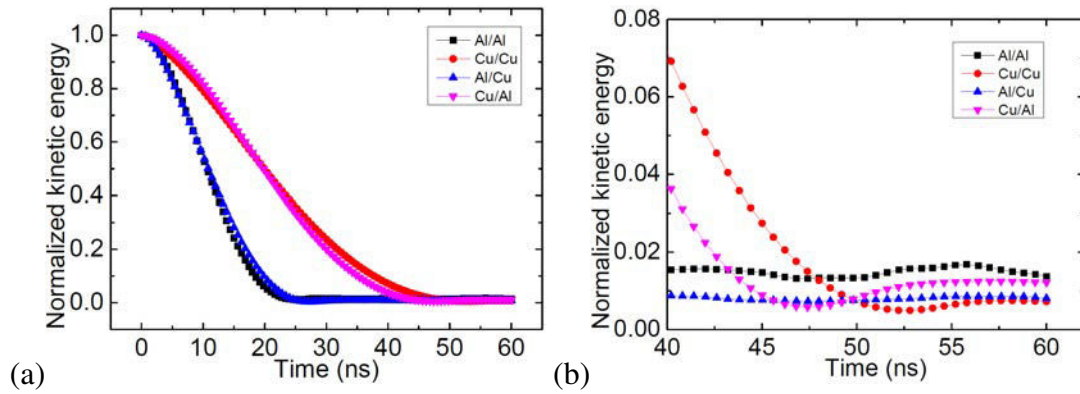 Normalized kinetic energy
1.0
0.8
0.6
0.4
0.2
0.0
0 10 20 30 40 50 60
Time (ns)
Al/Al
Cu/Cu
Al/Cu
Cu/Al
(a)
Normalized kinetic energy
0.08
0.06
0.04
0.02
0.00
40 45 50 55 60
Time (ns)
Al/Al
Cu/Cu
Al/Cu
Cu/Al
(b)